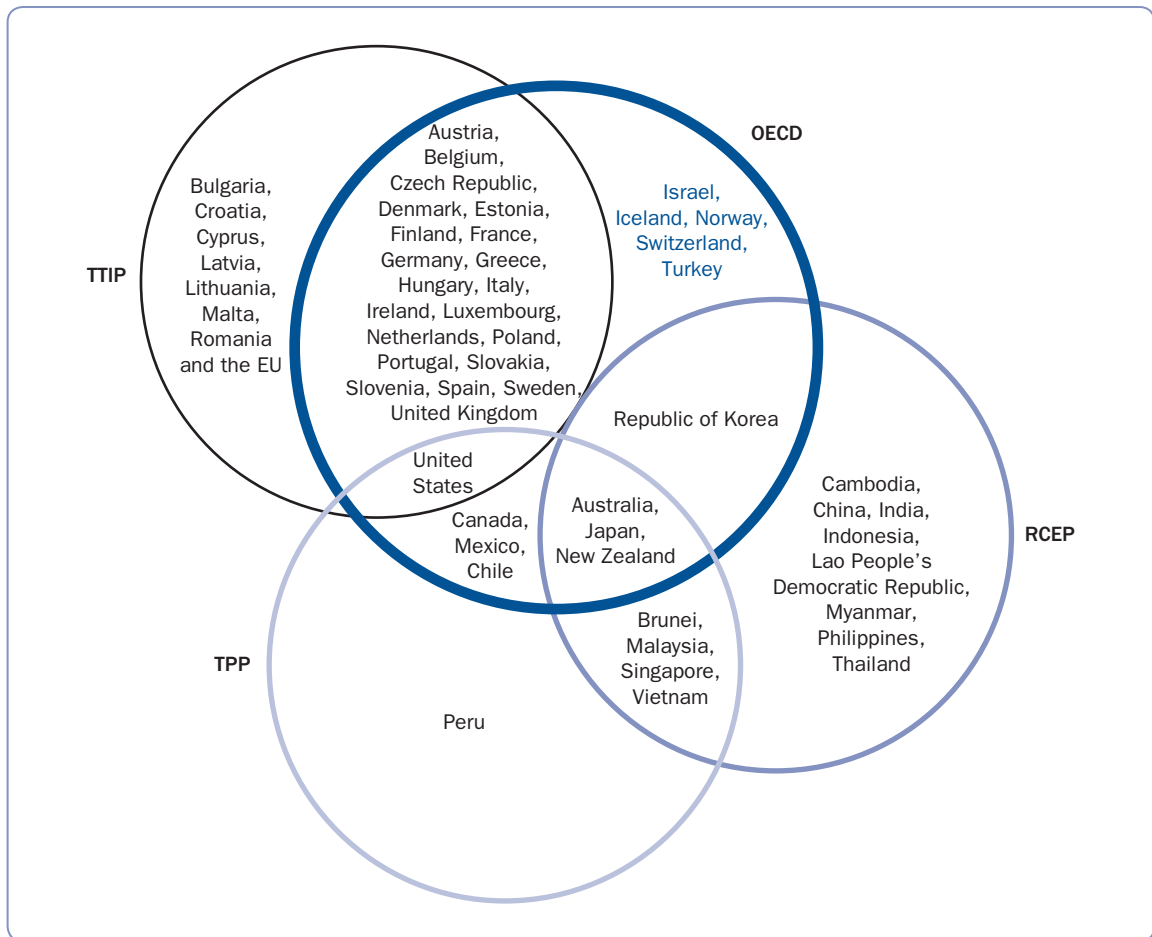 OECD
TTIP
Bulgaria,
Croatia,
Cyprus,
Latvia,
Lithuania,
Malta,
Romania
and the EU
Austria,
Belgium,
Czech Republic,
Denmark, Estonia,
Finland, France,
Germany, Greece,
Hungary, Italy,
Ireland, Luxembourg,
Netherlands, Poland,
Portugal, Slovakia,
Slovenia, Spain, Sweden,
United Kingdom
Israel,
Iceland, Norway,
Switzerland,
Turkey
Republic of Korea
United
States
Canada,
Mexico,
Chile
Australia,
Japan,
New Zealand
Cambodia,
China, India,
Indonesia,
Lao People’s
Democratic Republic,
Myanmar,
Philippines,
Thailand
RCEP
Brunei,
Malaysia,
Singapore,
Vietnam
TPP
Peru